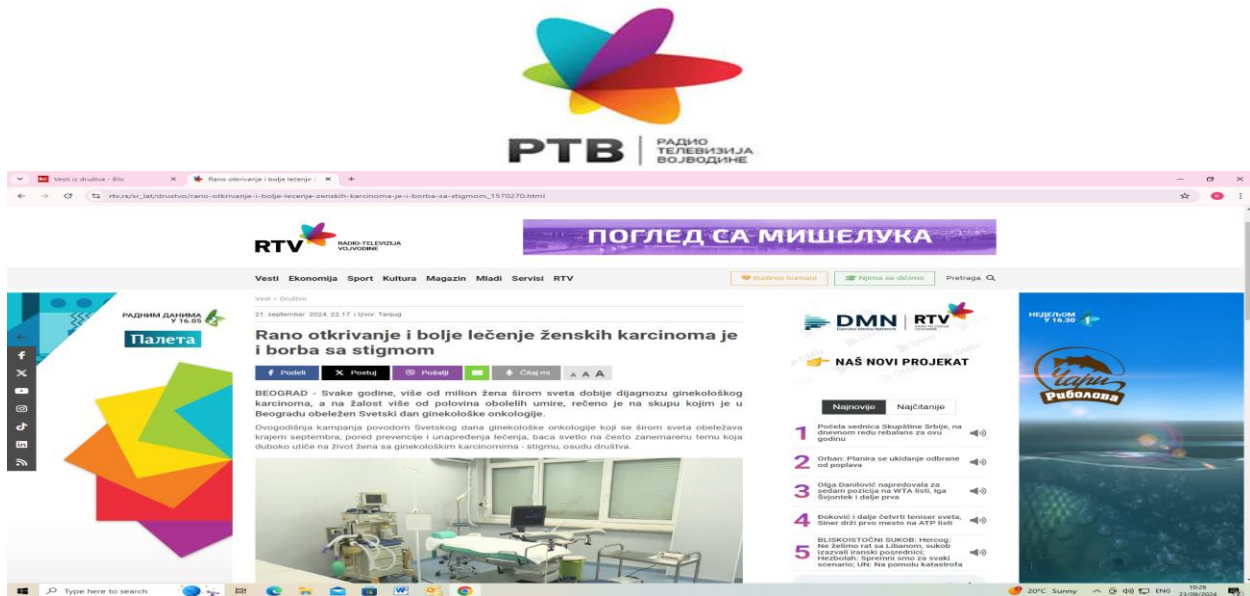 РТВ
РАДИО
ТЕЛЕВИЗИЈА
ВОЈВОДИНЕ
Vesti iz društva - Blic
Rano otkrivanje i bolje lečenje ž
rtv.rs/sr_lat/drustvo/rano-otkrivanje-i-bolje-lecenje-zenskih-karcinoma-je-i-borba-sa-stigmom_1570270.html
RTV
RADIO-TELEVIZIJA
VOJVODINE
ПОГЛЕД СА МИШЕЛУКА
Vesti Ekonomija Sport Kultura Magazin Mladi Servisi RTV
Budimo humani
Njima se dičimo
Pretraga
Vesti > Društvo
21. septembar 2024. 22:17 | Izvor: Tanjug
Rano otkrivanje i bolje lečenje ženskih karcinoma je
i borba sa stigmom
Podeli
Postuj
Pošalji
Čitaj mi
A A A
BEOGRAD - Svake godine, više od milion žena širom sveta dobije dijagnozu ginekološkog
karcinoma, a na žalost više od polovina obolelih umire, rečeno je na skupu kojim je u
Beogradu obeležen Svetski dan ginekološke onkologije.
Ovogodišnja kampanja povodom Svetskog dana ginekološke onkologije koji se širom sveta obeležava
krajem septembra, pored prevencije i unapređenja lečenja, baca svetlo na često zanemarenu temu koja
duboko utiče na život žena sa ginekološkim karcinomima - stigmu, osudu društva.
РАДНИМ ДАНИМА
У 16.05
Палета
DMN
RTV
NAŠ NOVI PROJEKAT
Najnovije
Najčitanije
1 Počela sednica Skupštine Srbije, na
dnevnom redu rebalans za ovu
godinu
2 Orban: Planira se ukidanje odbrane
od poplava
3 Olga Danilović napredovala za
sedam pozicija na WTA listi, Iga
Švjontek i dalje prva
4 Đoković i dalje četvrti teniser sveta,
Siner drži prvo mesto na ATP listi
5 BLISKOISTOČNI SUKOB: Hercog:
Ne želimo rat sa Libanom, sukob
izazvali iranski posrednici;
Hezbolah: Spremni smo za svaki
scenario; UN: Na pomolu katastrofa
НЕДЕЉОМ
У 16.30
Чари
Риболова
Type here to search
20°C Sunny
ENG
10:28
23/09/2024